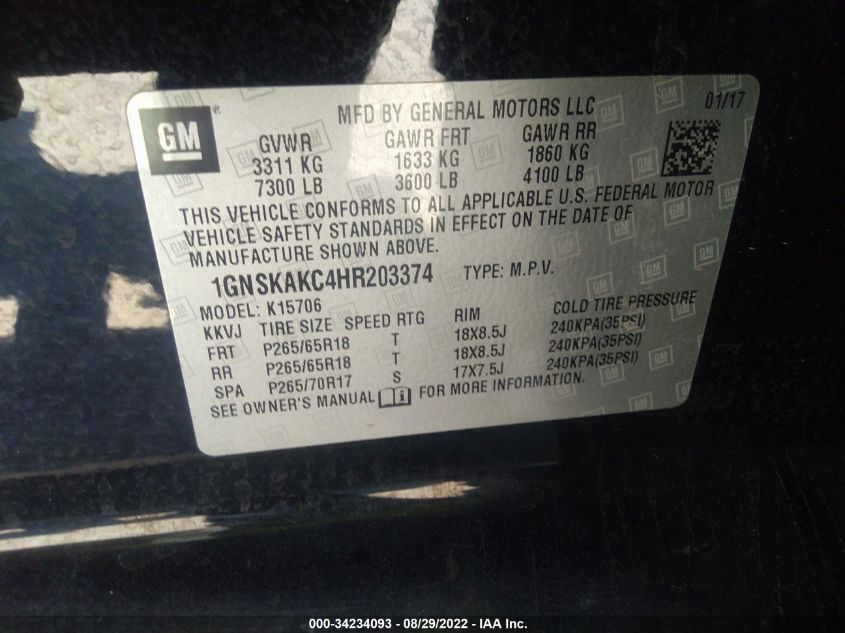 MFD BY GENERAL MOTORS LLC 01/17
GM ®
GVWR GAWR FRT GAWR RR
3311 KG 1633 KG 1860 KG
7300 LB 3600 LB 4100 LB
THIS VEHICLE CONFORMS TO ALL APPLICABLE U.S. FEDERAL MOTOR
VEHICLE SAFETY STANDARDS IN EFFECT ON THE DATE OF
MANUFACTURE SHOWN ABOVE.
1GNSKAKC4HR203374 TYPE: M.P.V.
MODEL: K15706
KKVJ TIRE SIZE SPEED RTG RIM COLD TIRE PRESSURE
FRT P265/65R18 T 18X8.5J 240KPA(35PSI)
RR P265/65R18 T 18X8.5J 240KPA(35PSI)
SPA P265/70R17 S 17X7.5J 240KPA(35PSI)
SEE OWNER'S MANUAL i FOR MORE INFORMATION.
000-34234093 - 08/29/2022 - IAA Inc.